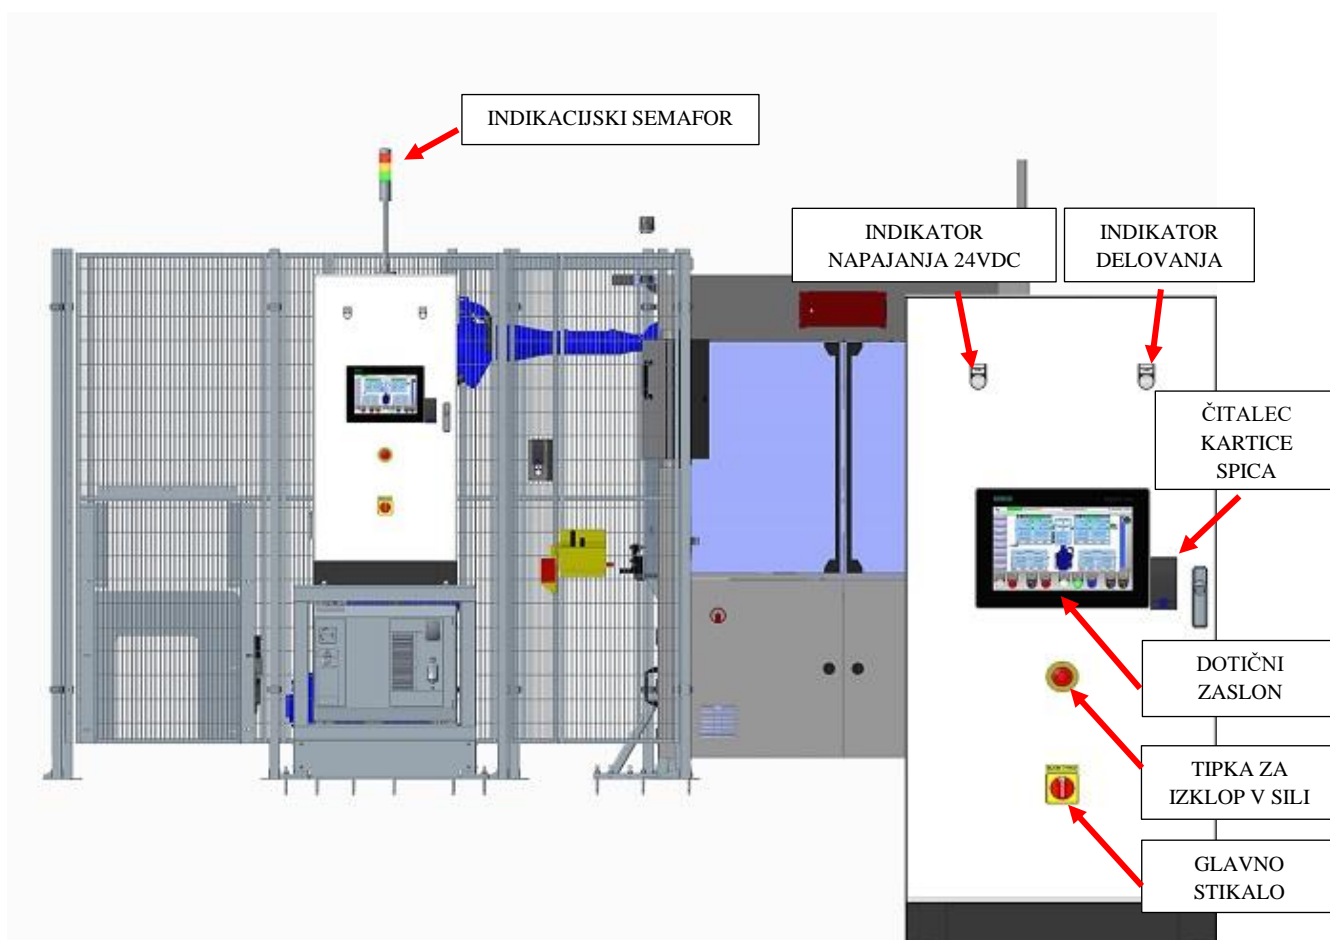 INDIKACIJSKI SEMAFOR
INDIKATOR
NAPAJANJA 24VDC
INDIKATOR
DELOVANJA
ČITALEC
KARTICE
SPICA
DOTIČNI
ZASLON
TIPKA ZA
IZKLOP V SILI
GLAVNO
STIKALO